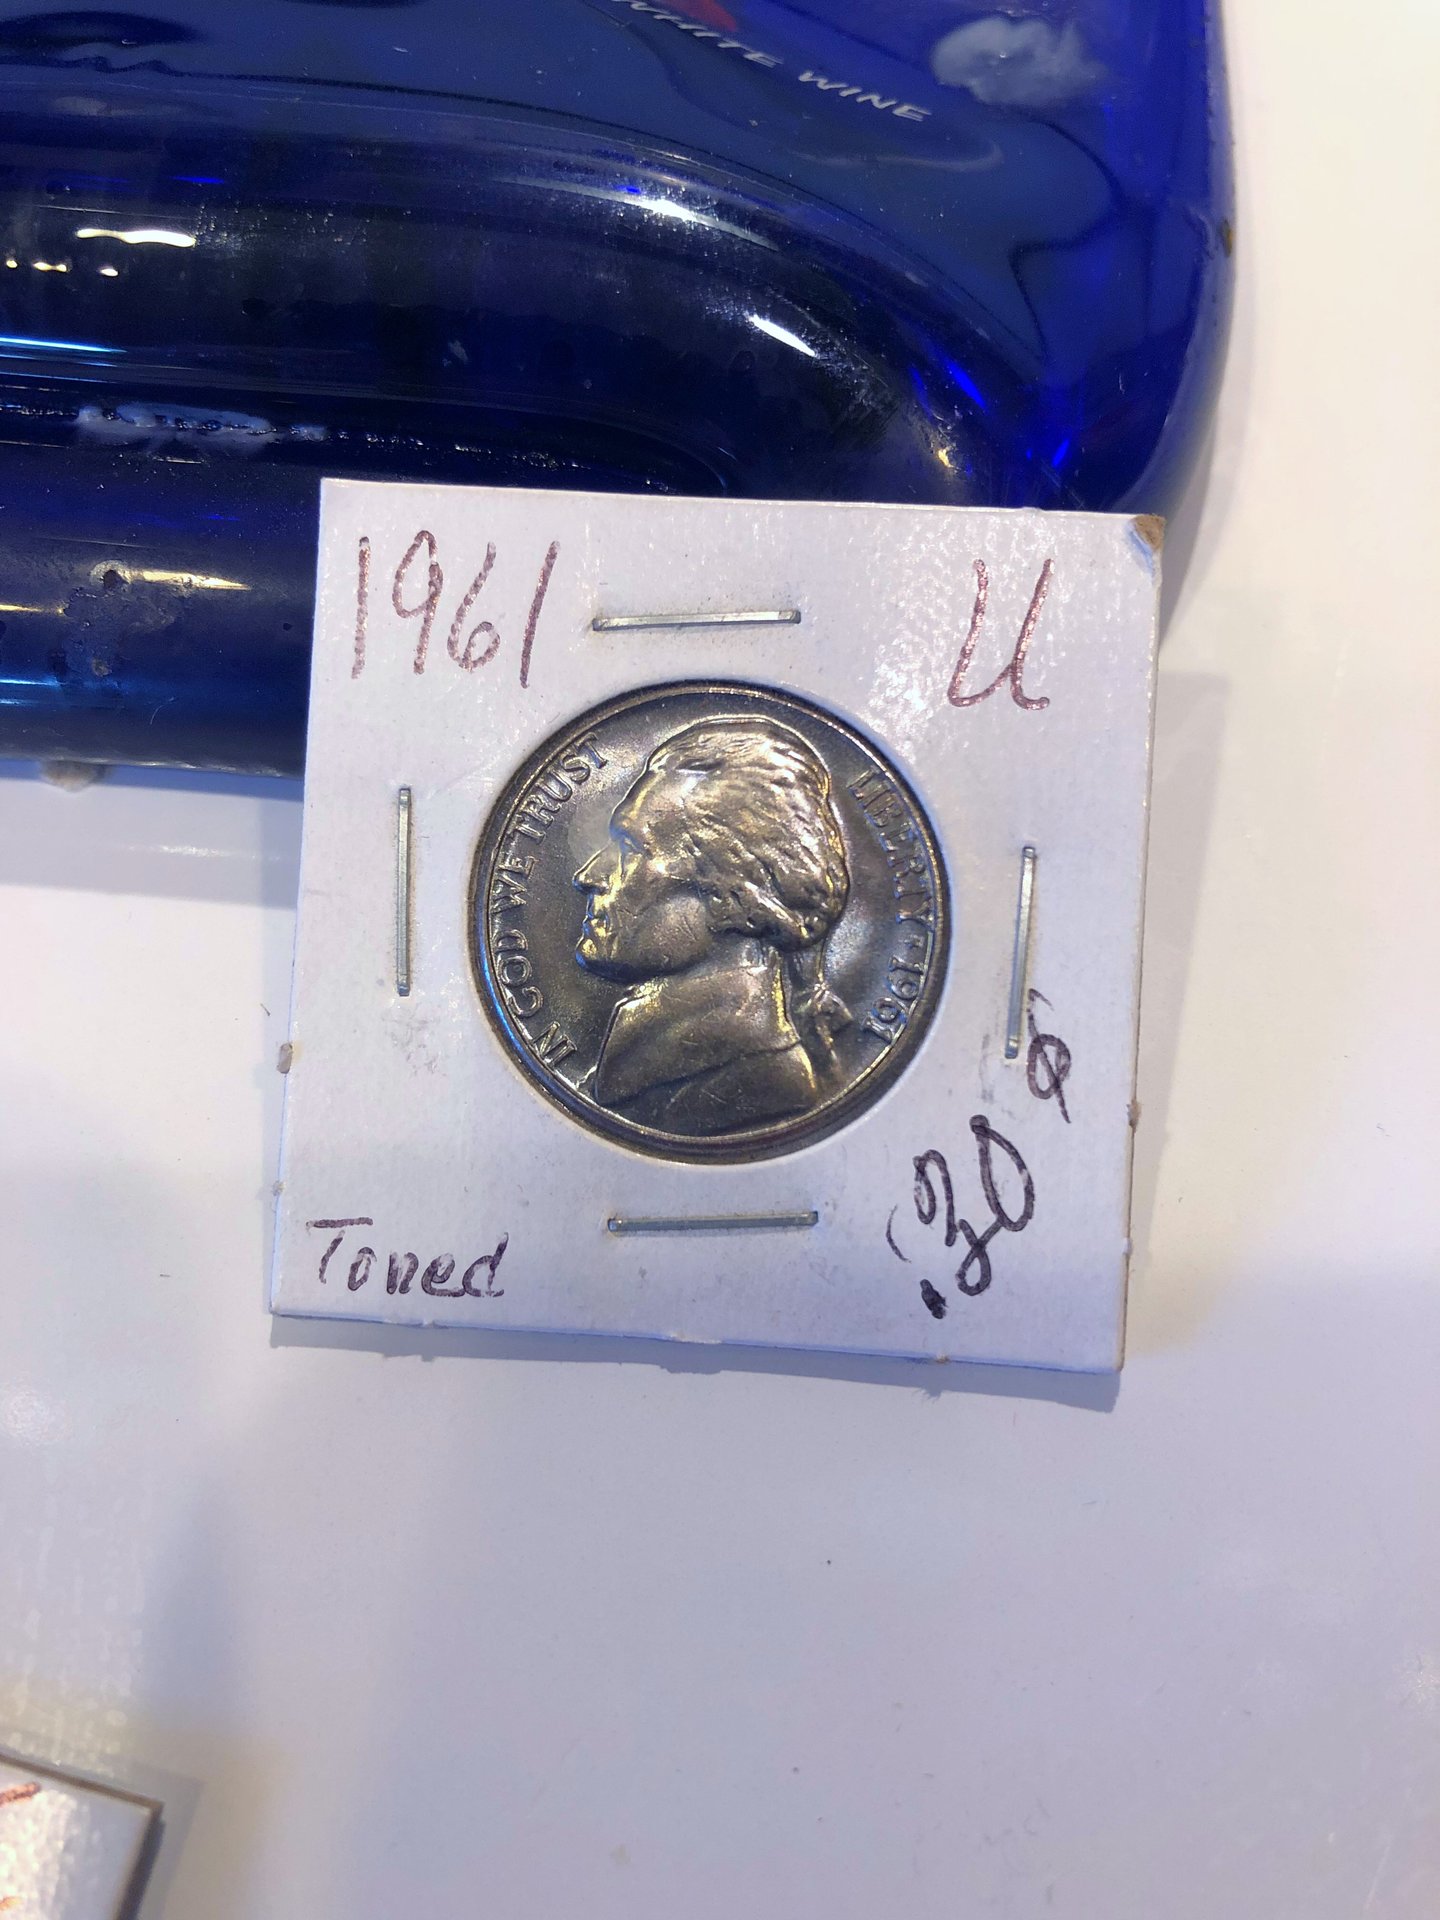 WHITE WINE
1961
U
IN GOD WE TRUST
LIBERTY * 1961
Toned
.30 ¢